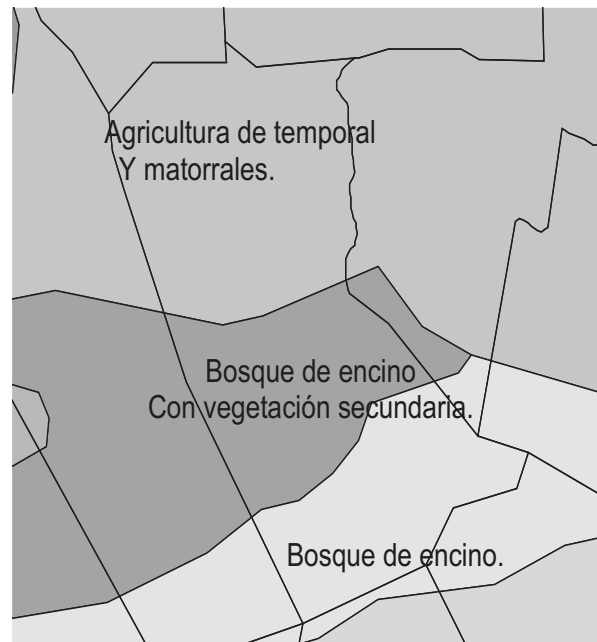 Agricultura de temporal
Y matorrales.
Bosque de encino
Con vegetación secundaria.
Bosque de encino.